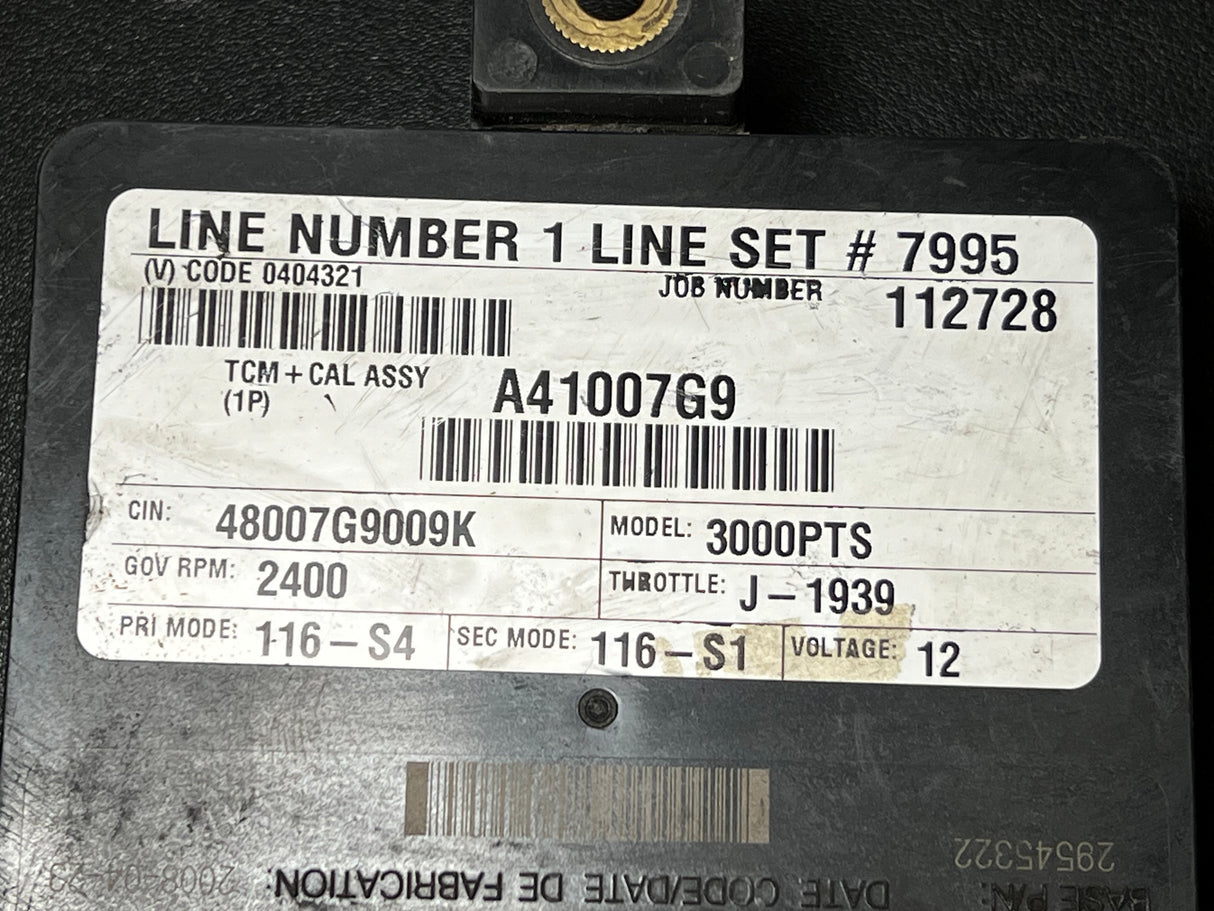 LINE NUMBER 1 LINE SET # 7995
(V) CODE 0404321
JOB NUMBER 112728
TCM + CAL ASSY A41007G9
(1P)
CIN: 48007G9009K MODEL: 3000PTS
GOV RPM: 2400 THROTTLE: J-1939
PRI MODE: 116-S4 SEC MODE: 116-S1 VOLTAGE: 12
BASE P/N: 29545322
DATE CODE/DATE DE FABRICATION: